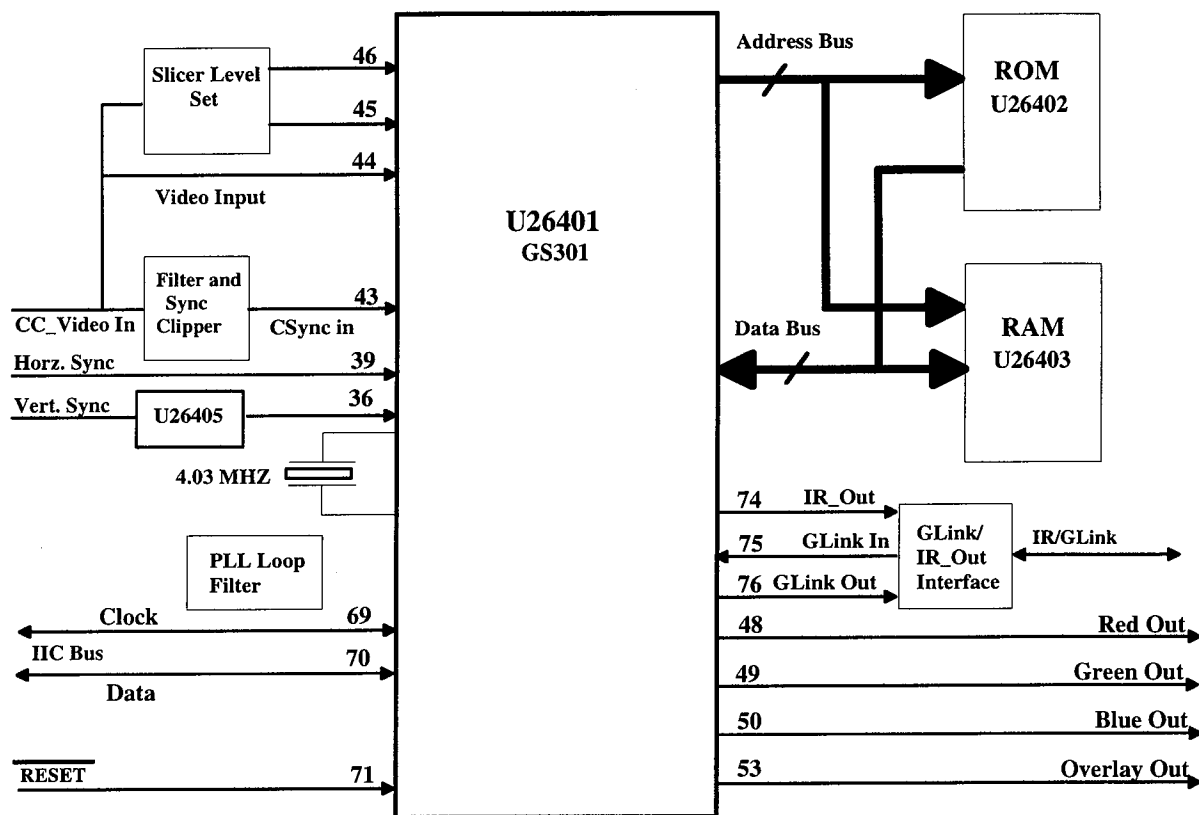 46
Slicer Level
Set
45
44
Video Input
Filter and
Sync
Clipper
43
CC_Video In
CSync in
Horz. Sync
39
Vert. Sync
U26405
36
4.03 MHZ
PLL Loop
Filter
Clock
69
IIC Bus
70
Data
RESET
71
U26401
GS301
Address Bus
ROM
U26402
Data Bus
RAM
U26403
74
IR_Out
75
GLink In
76
GLink Out
GLink/
IR_Out
Interface
IR/GLink
48
Red Out
49
Green Out
50
Blue Out
53
Overlay Out